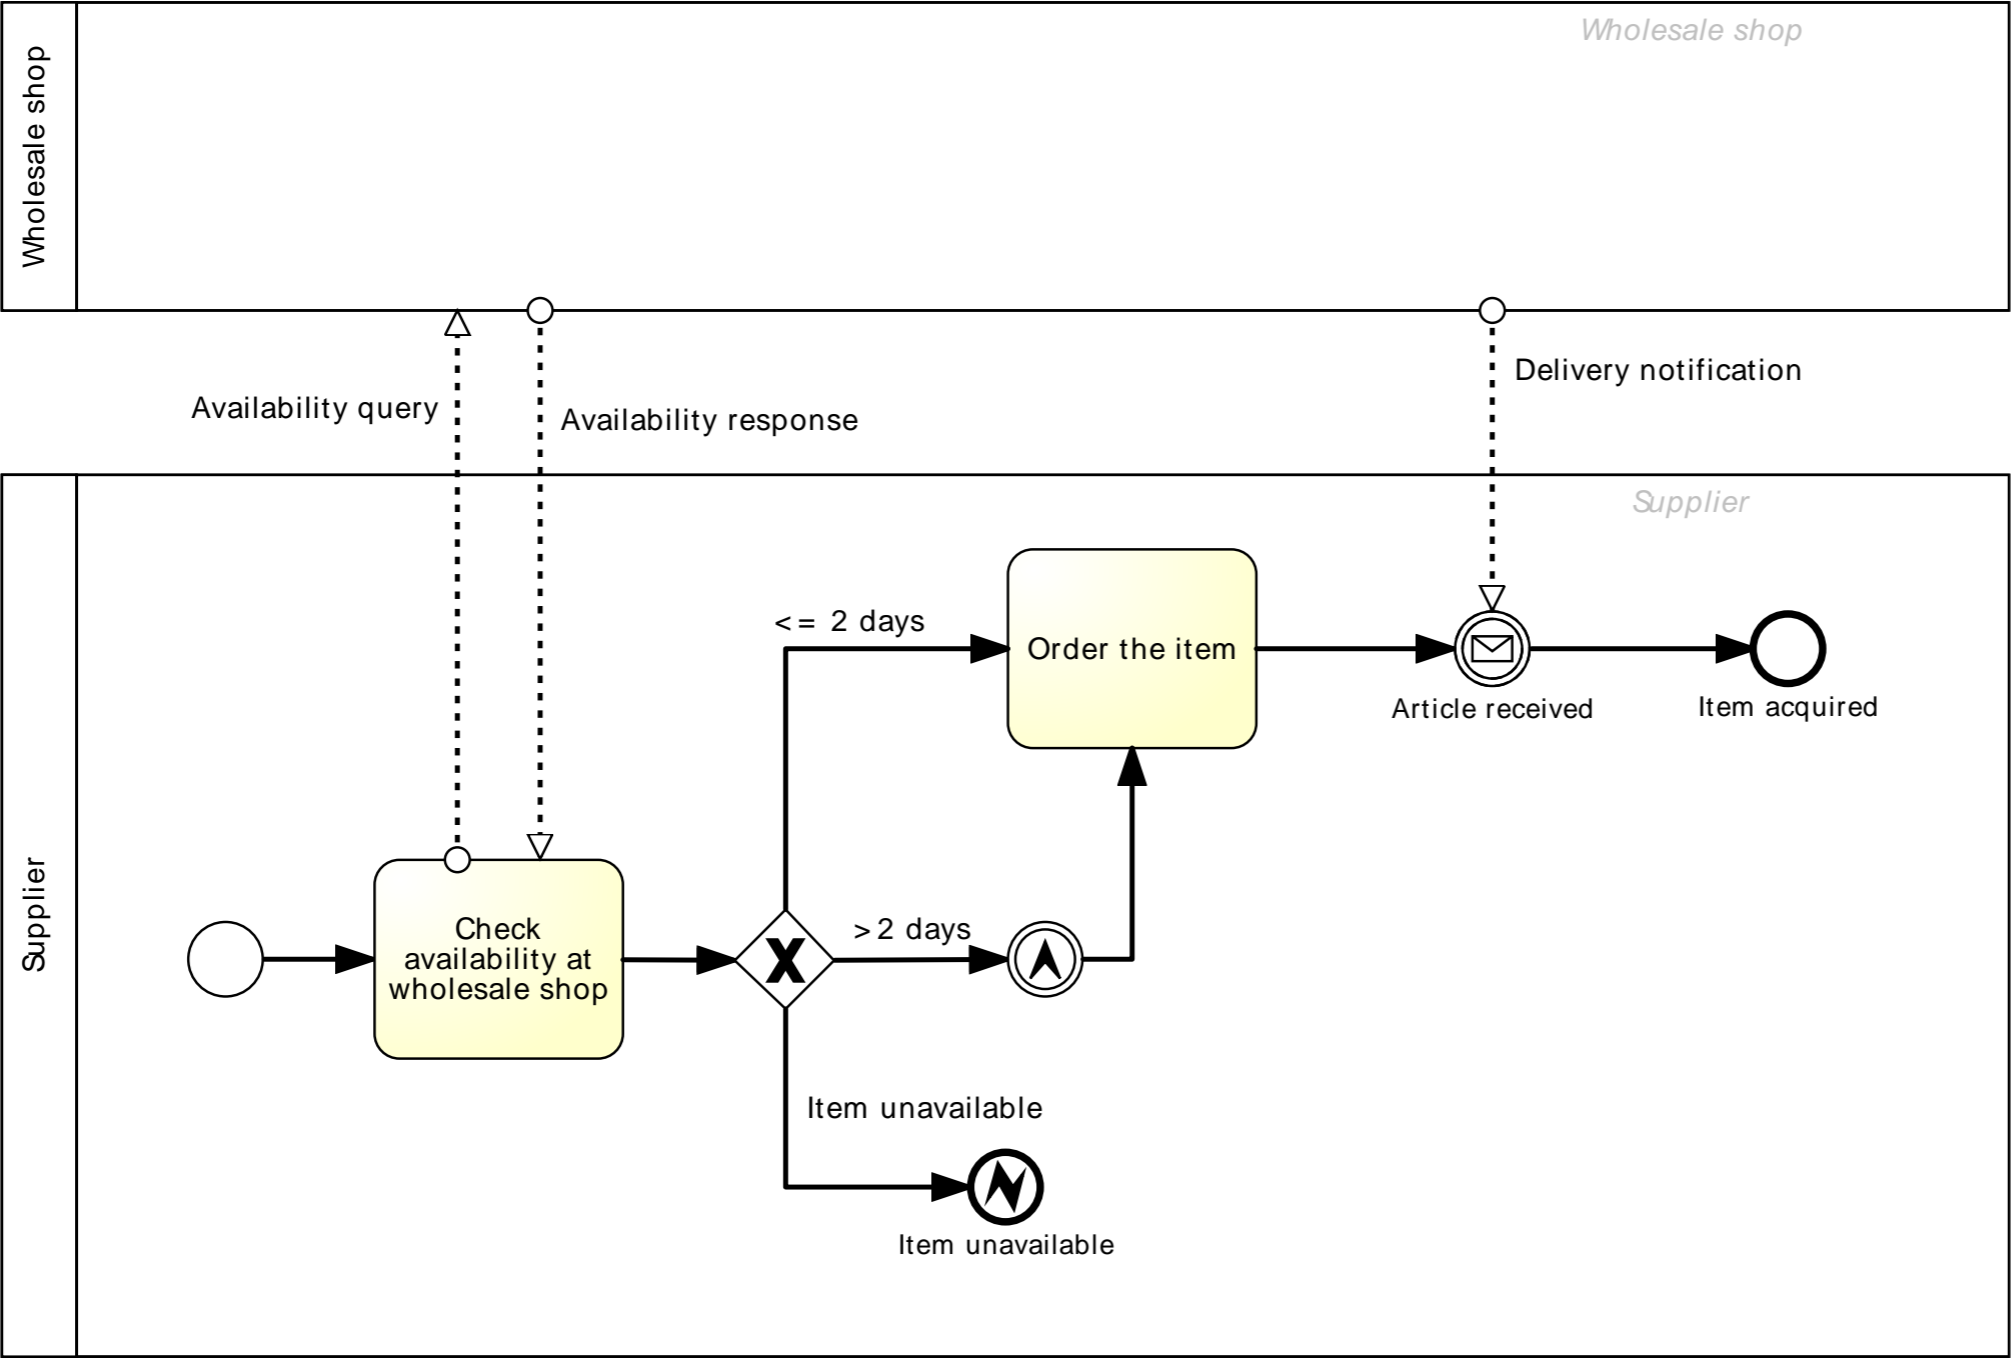 Wholesale shop
Wholesale shop
Availability query
Availability response
Delivery notification
Supplier
Supplier
<= 2 days
Order the item
Article received
Item acquired
Check
availability at
wholesale shop
>2 days
Item unavailable
Item unavailable